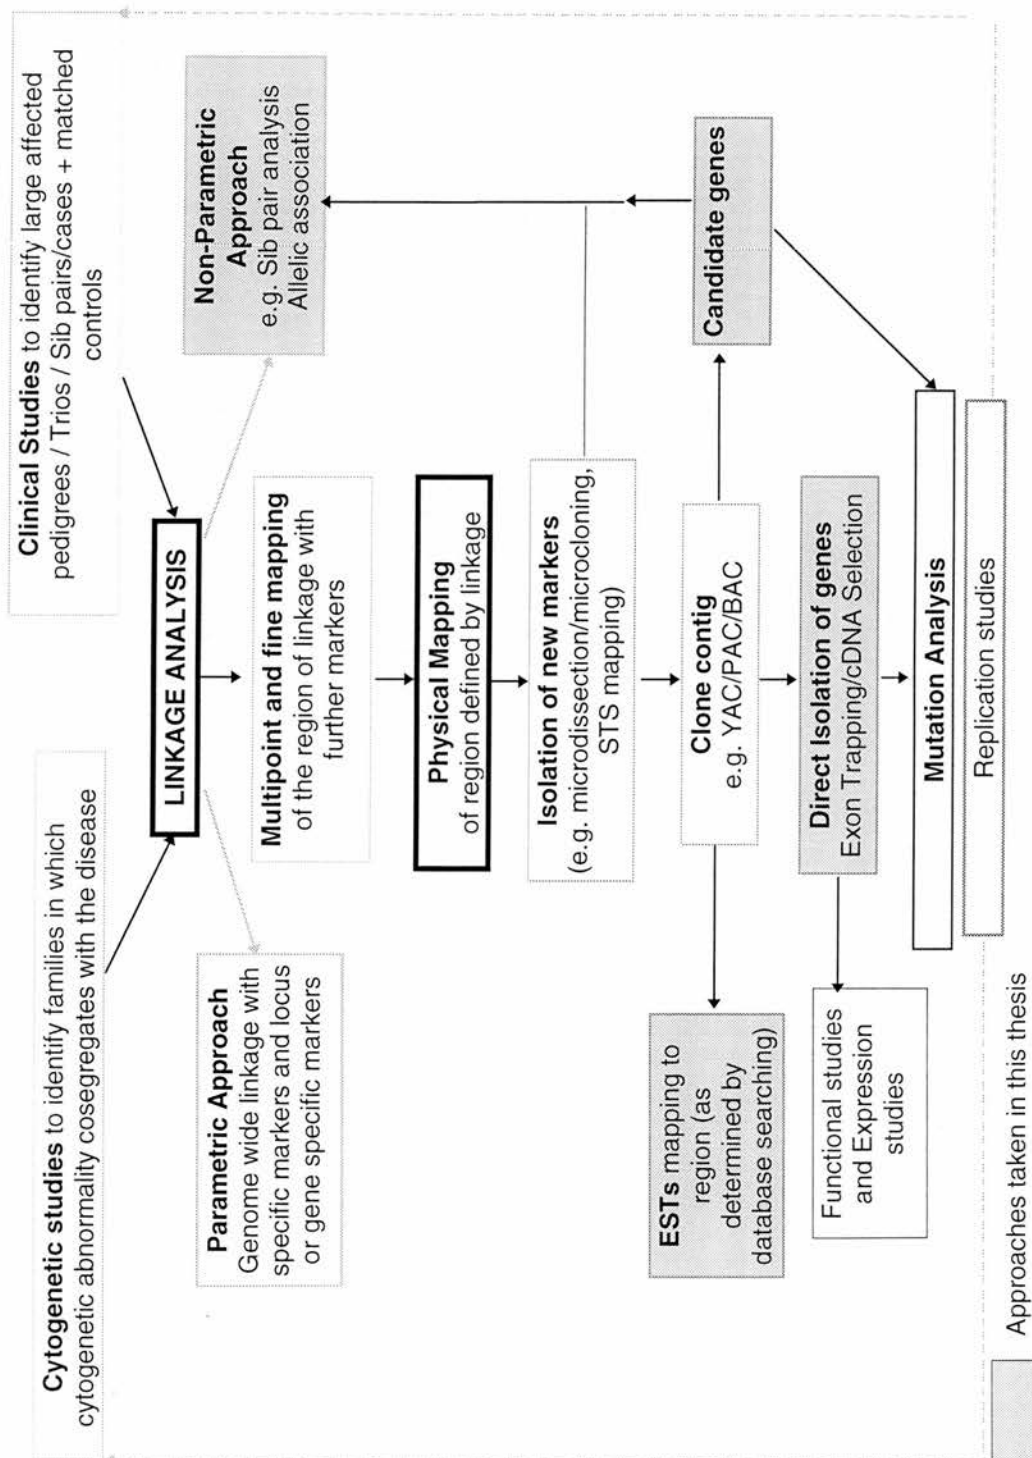 Cytogenetic studies to identify families in which
cytogenetic abnormality cosegregates with the disease
Clinical Studies to identify large affected
pedigrees / Trios / Sib pairs/cases + matched
controls
LINKAGE ANALYSIS
Parametric Approach
Genome wide linkage with
specific markers and locus
or gene specific markers
Multipoint and fine mapping
of the region of linkage with
further markers
Non-Parametric
Approach
e.g. Sib pair analysis
Allelic association
Physical Mapping
of region defined by linkage
Isolation of new markers
(e.g. microdissection/microcloning,
STS mapping)
ESTs mapping to
region (as
determined by
database searching)
Clone contig
e.g. YAC/PAC/BAC
Candidate genes
Functional studies
and Expression
studies
Direct Isolation of genes
Exon Trapping/cDNA Selection
Mutation Analysis
Replication studies
Approaches taken in this thesis